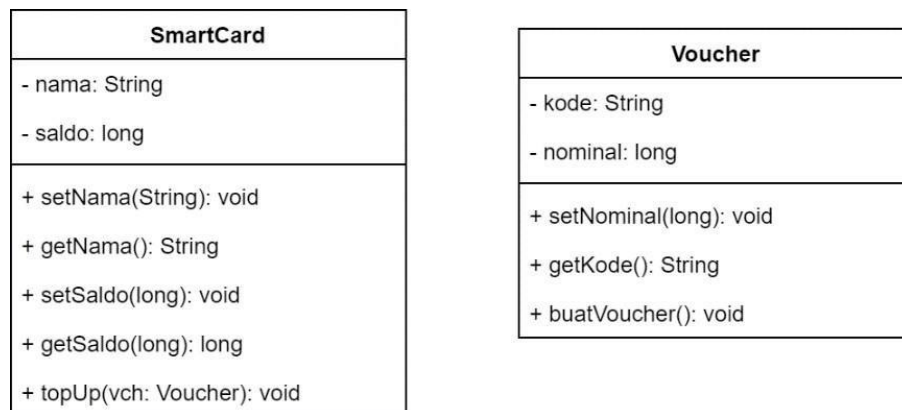 SmartCard
- nama: String
- saldo: long
+ setNama(String): void
+ getNama(): String
+ setSaldo(long): void
+ getSaldo(long): long
+ topUp(vch: Voucher): void
Voucher
- kode: String
- nominal: long
+ setNominal(long): void
+ getKode(): String
+ buatVoucher(): void